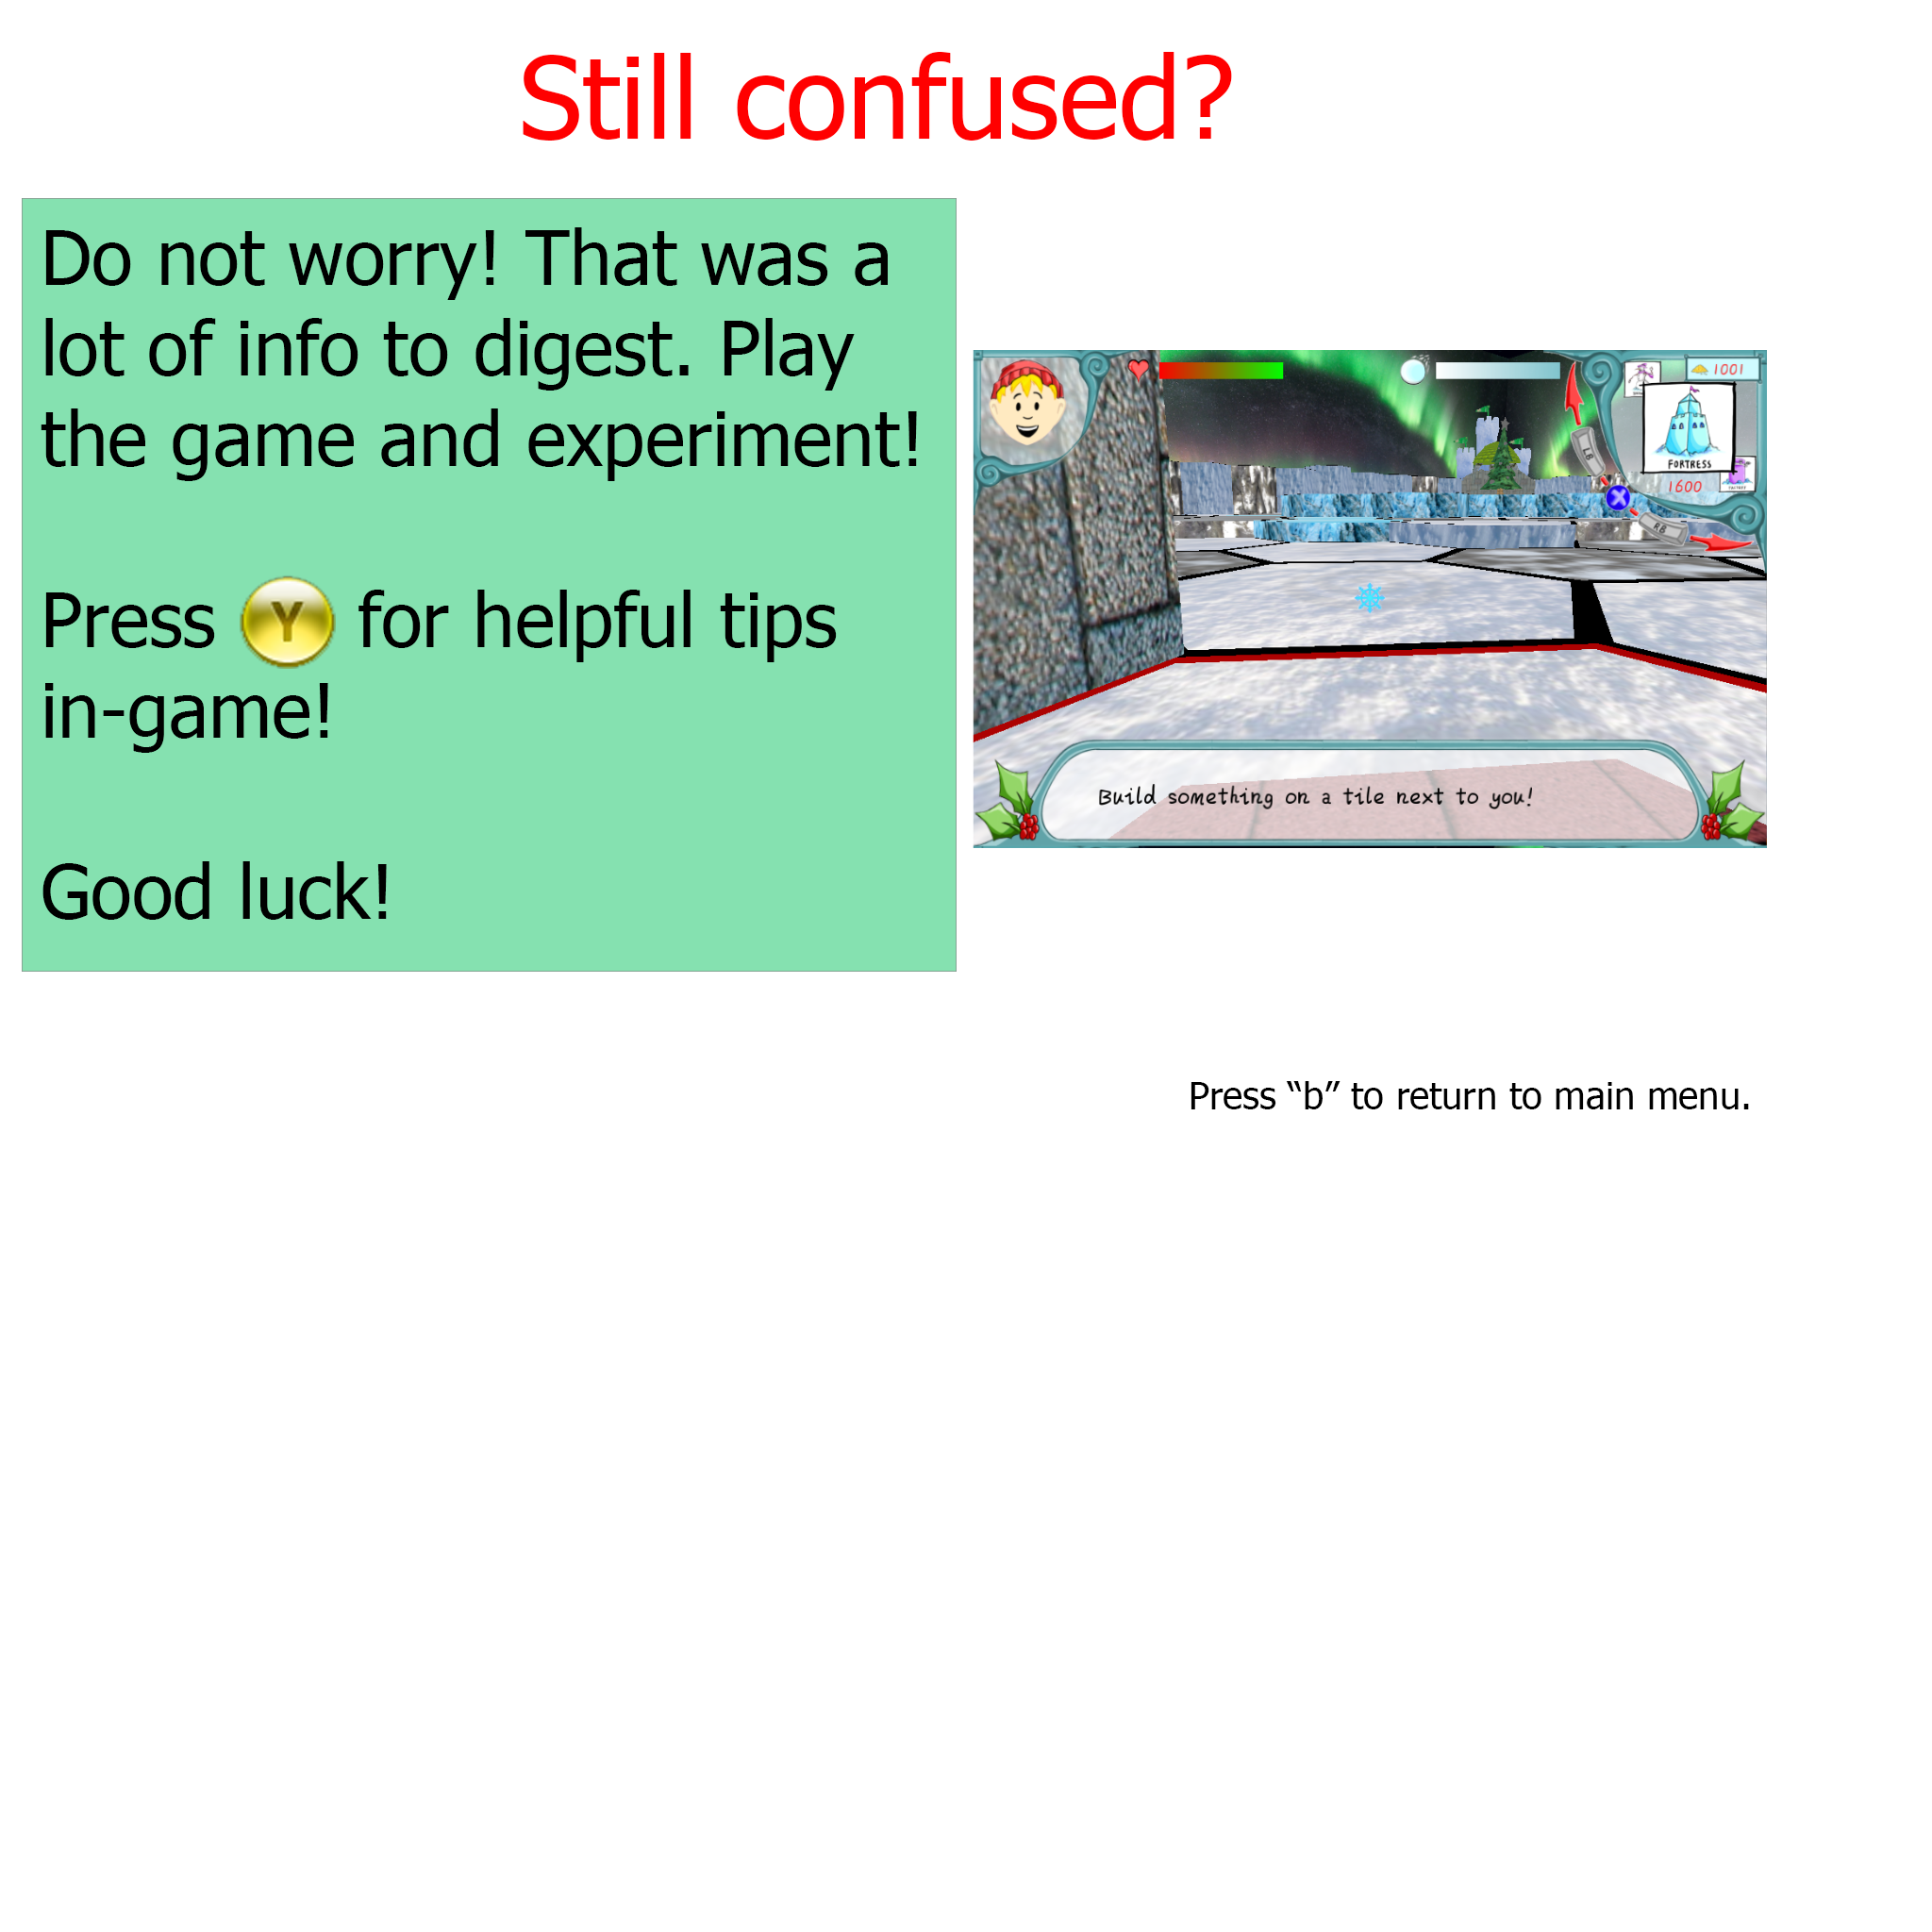 Still confused?
Do not worry! That was a
lot of info to digest. Play
the game and experiment!
Press Y for helpful tips
in-game!
Good luck!
1001
FORTRESS
1600
LB
X
RB
Build something on a tile next to you!
Press “b” to return to main menu.